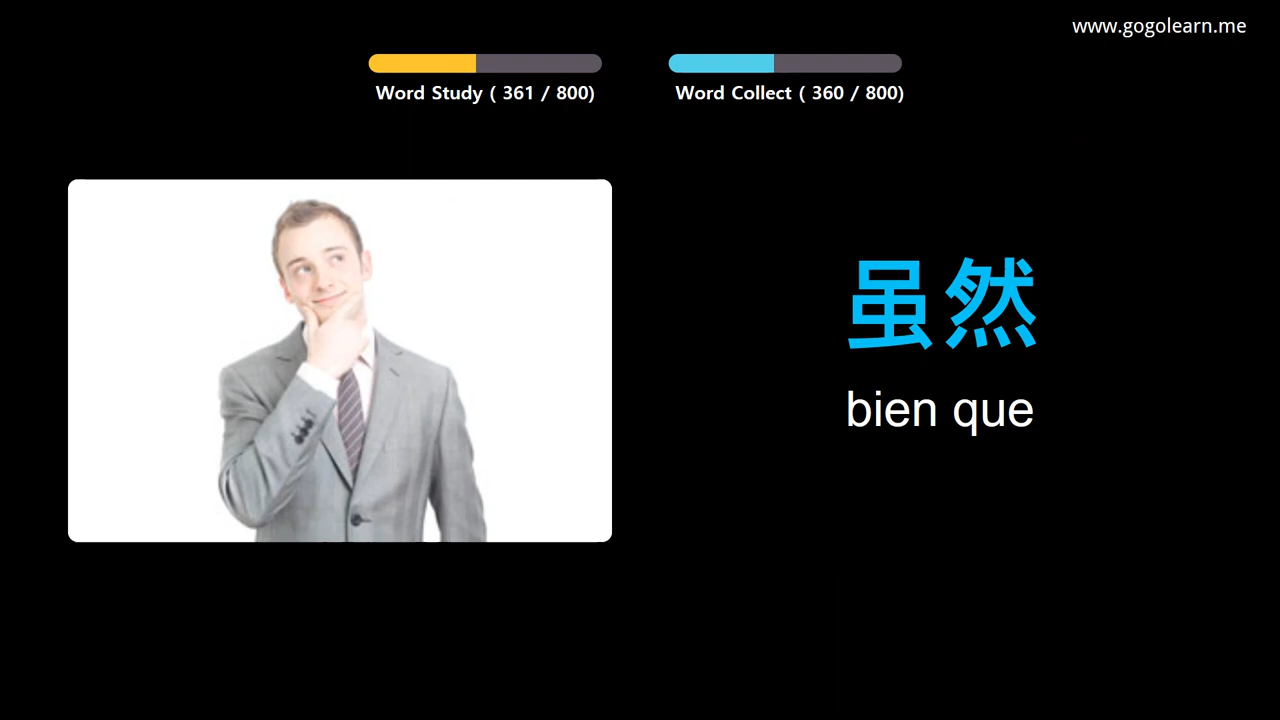 www.gogolearn.me
Word Study ( 361 / 800)
Word Collect ( 360 / 800)
虽然
bien que